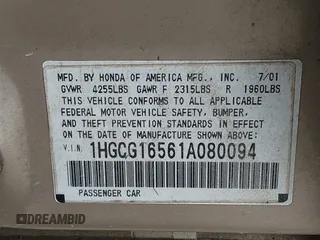 MFD. BY HONDA OF AMERICA MFG., INC. 7/01
GVWR 4255LBS GAWR F 2315LBS R 1960LBS
THIS VEHICLE CONFORMS TO ALL APPLICABLE
FEDERAL MOTOR VEHICLE SAFETY, BUMPER,
AND THEFT PREVENTION STANDARDS IN EFFECT
ON THE DATE OF MANUFACTURE SHOWN ABOVE:
V.I.N. 1HGCG16561A080094
PASSENGER CAR
DREAMBID